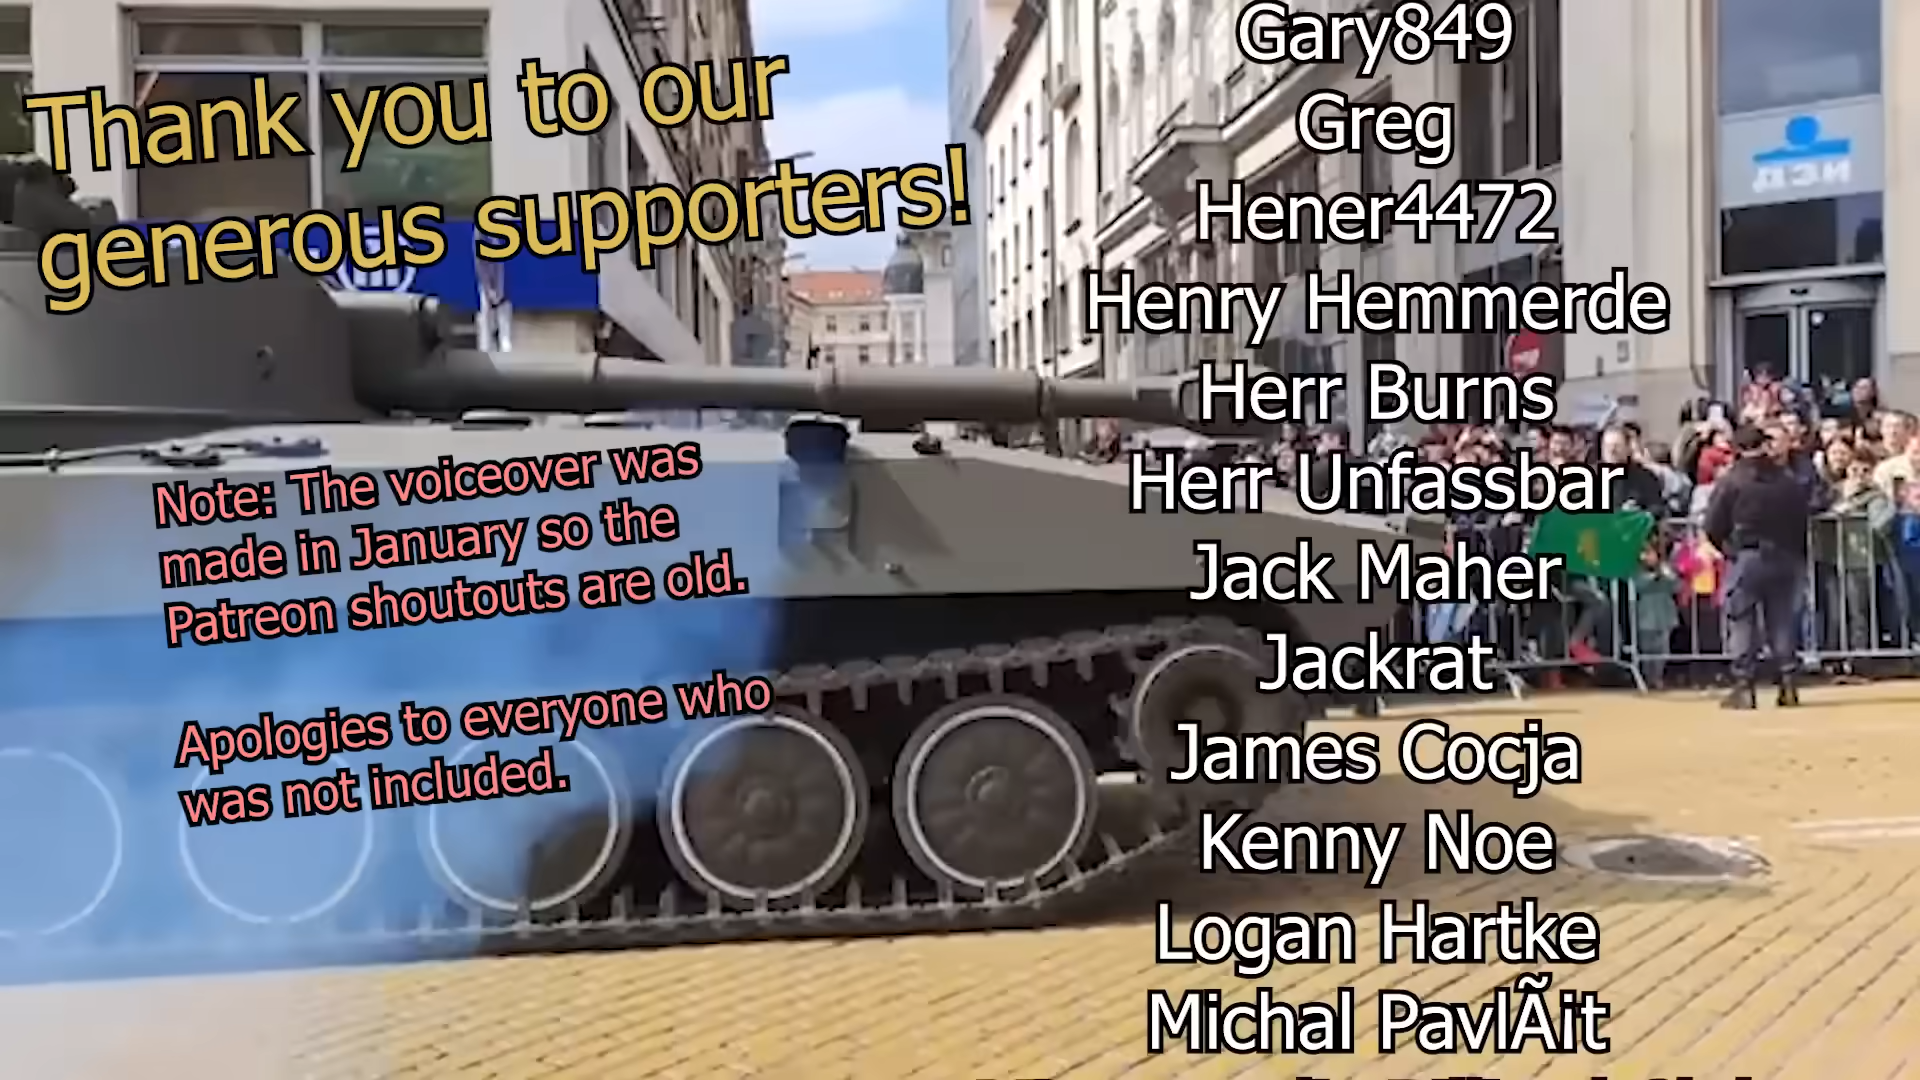 Thank you to our
generous supporters!
Note: The voiceover was
made in January so the
Patreon shoutouts are old.
Apologies to everyone who
was not included.
Gary849
Greg
Hener4472
Henry Hemmerde
Herr Burns
Herr Unfassbar
Jack Maher
Jackrat
James Cocja
Kenny Noe
Logan Hartke
Michal PavlÃ¡t